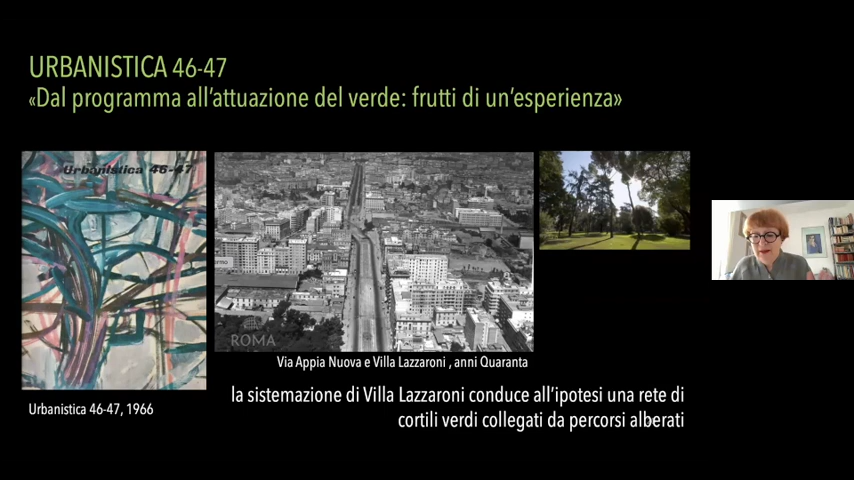 URBANISTICA 46-47
«Dal programma all’attuazione del verde: frutti di un’esperienza»
Urbanistica 46-47
ROMA
Via Appia Nuova e Villa Lazzaroni , anni Quaranta
la sistemazione di Villa Lazzaroni conduce all’ipotesi una rete di
cortili verdi collegati da percorsi alberati
Urbanistica 46-47, 1966